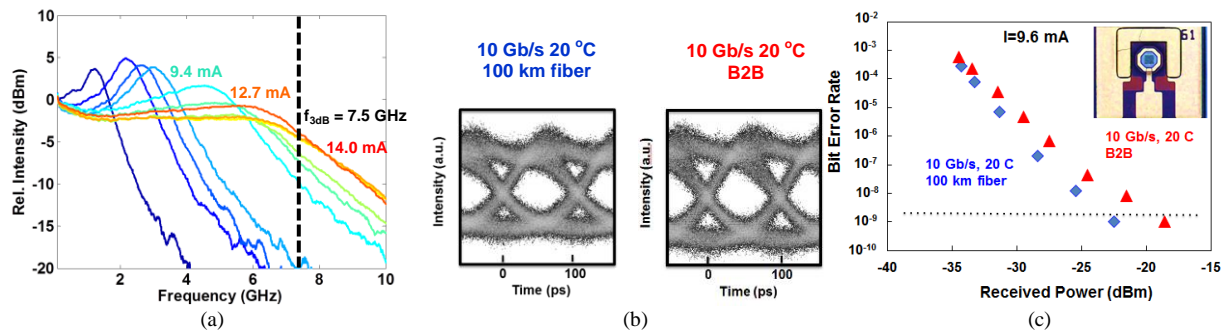 10
5
0
-5
-10
-15
-20
Rel. Intensity (dBm)
9.4 mA
12.7 mA
f3dB = 7.5 GHz
14.0 mA
2 4 6 8 10
Frequency (GHz)
(a)
10 Gb/s 20 °C
100 km fiber
Intensity (a.u.)
0 100
Time (ps)
10 Gb/s 20 °C
B2B
Intensity (a.u.)
0 100
Time (ps)
(b)
10-2
10-3
10-4
10-5
10-6
10-7
10-8
10-9
10-10
Bit Error Rate
I=9.6 mA
61
10 Gb/s, 20 C
B2B
10 Gb/s, 20 C
100 km fiber
-40 -35 -30 -25 -20 -15
Received Power (dBm)
(c)